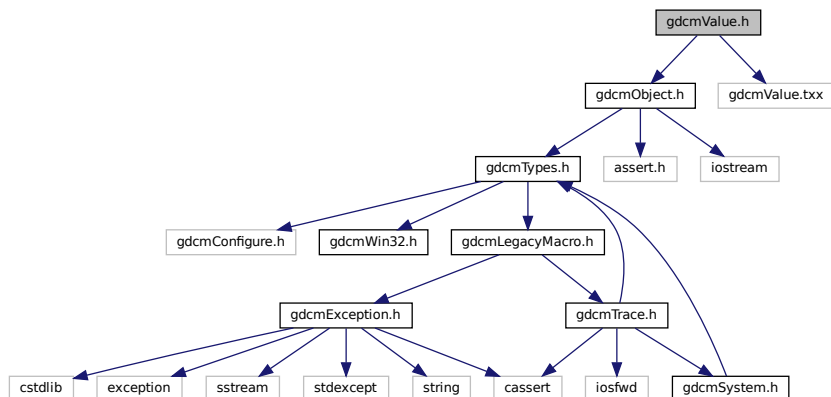 gdcmValue.h
gdcmObject.h
gdcmValue.txx
gdcmTypes.h
assert.h
iostream
gdcmConfigure.h
gdcmWin32.h
gdcmLegacyMacro.h
gdcmException.h
gdcmTrace.h
cstdlib
exception
sstream
stdexcept
string
cassert
iosfwd
gdcmSystem.h